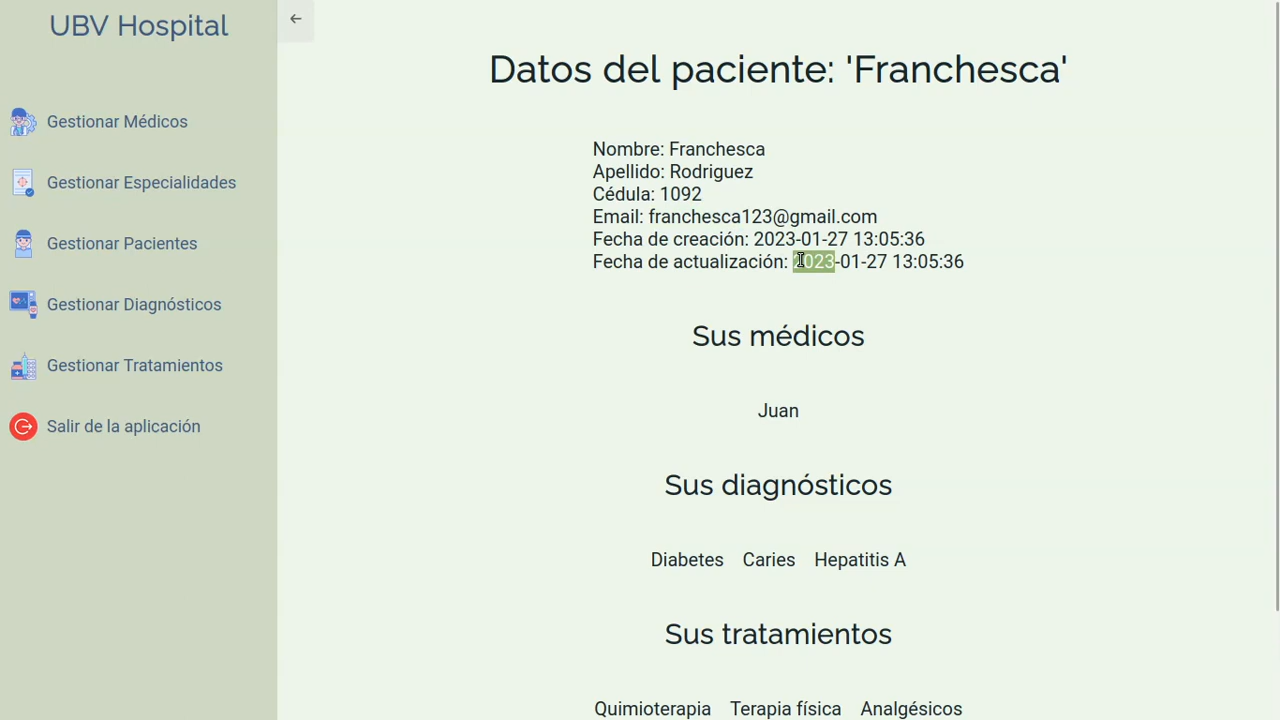 UBV Hospital
Gestionar Médicos
Gestionar Especialidades
Gestionar Pacientes
Gestionar Diagnósticos
Gestionar Tratamientos
Salir de la aplicación
Datos del paciente: 'Franchesca'
Nombre: Franchesca
Apellido: Rodriguez
Cédula: 1092
Email: franchesca123@gmail.com
Fecha de creación: 2023-01-27 13:05:36
Fecha de actualización: 2023-01-27 13:05:36
Sus médicos
Juan
Sus diagnósticos
Diabetes Caries Hepatitis A
Sus tratamientos
Quimioterapia Terapia física Analgésicos